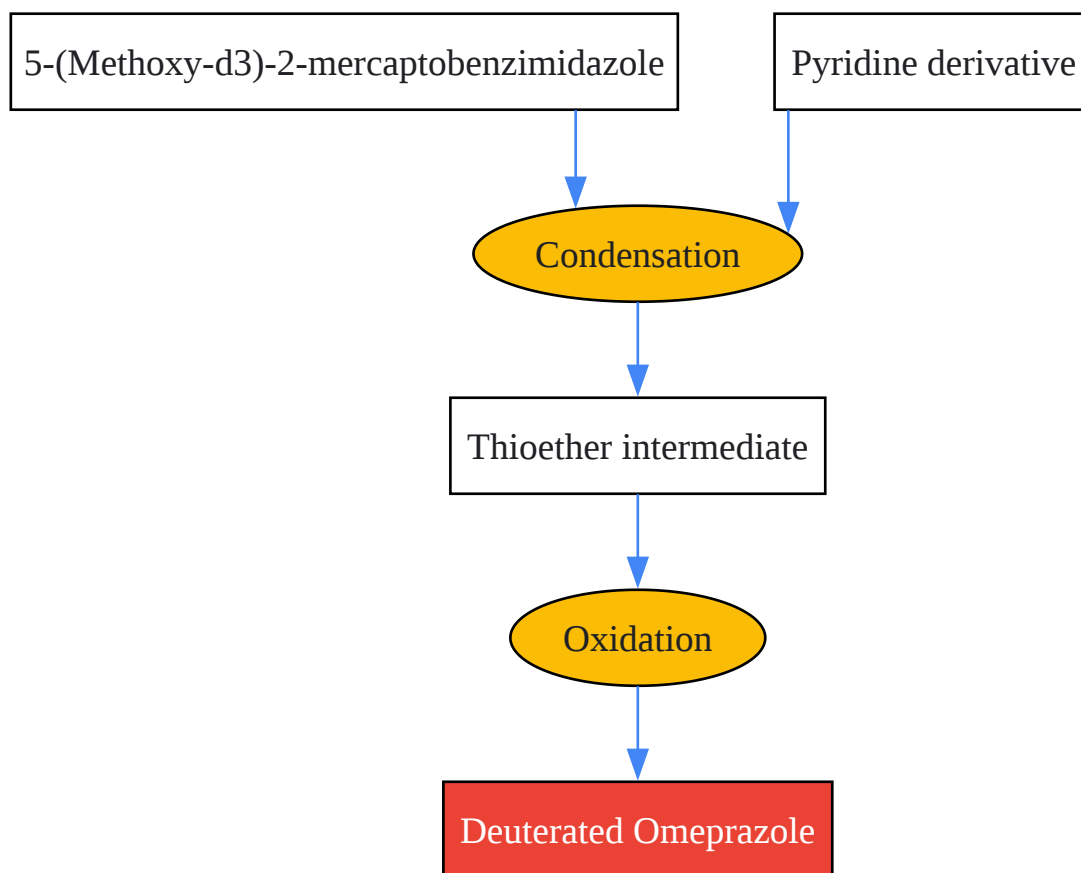 5-(Methoxy-d3)-2-mercaptobenzimidazole
Pyridine derivative
Condensation
Thioether intermediate
Oxidation
Deuterated Omeprazole